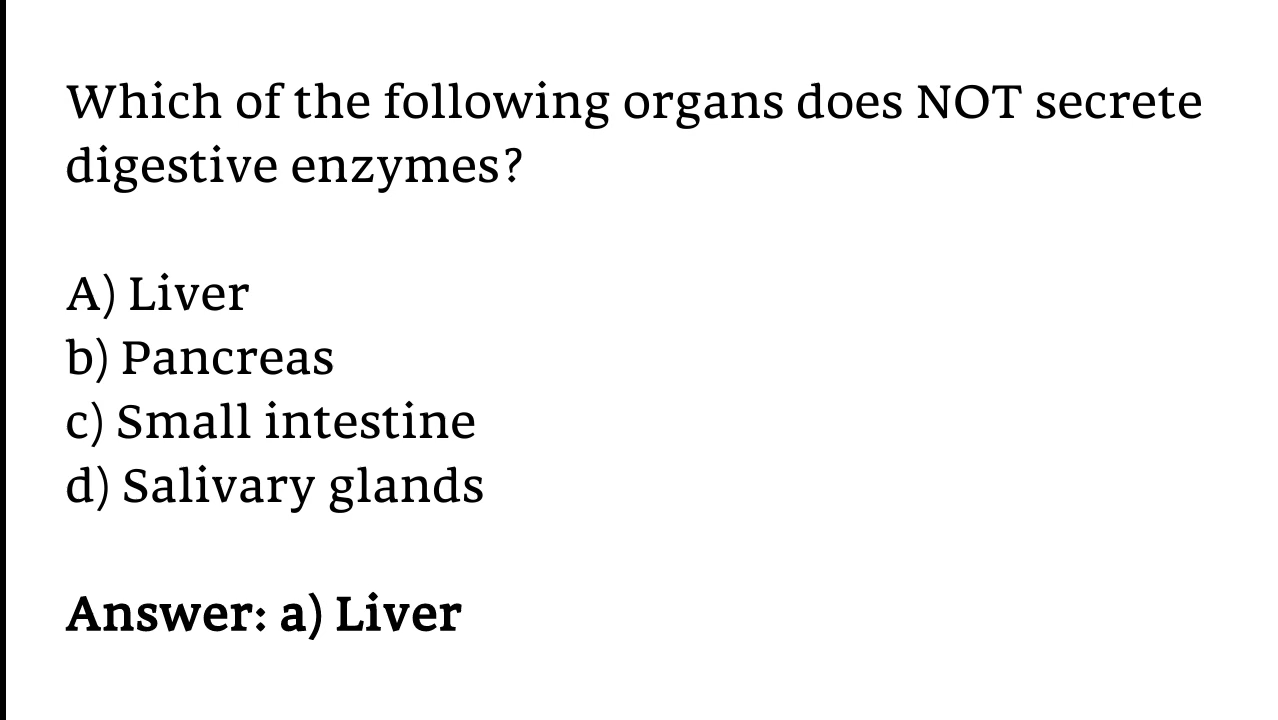 Which of the following organs does NOT secrete
digestive enzymes?
A) Liver
b) Pancreas
c) Small intestine
d) Salivary glands
Answer: a) Liver